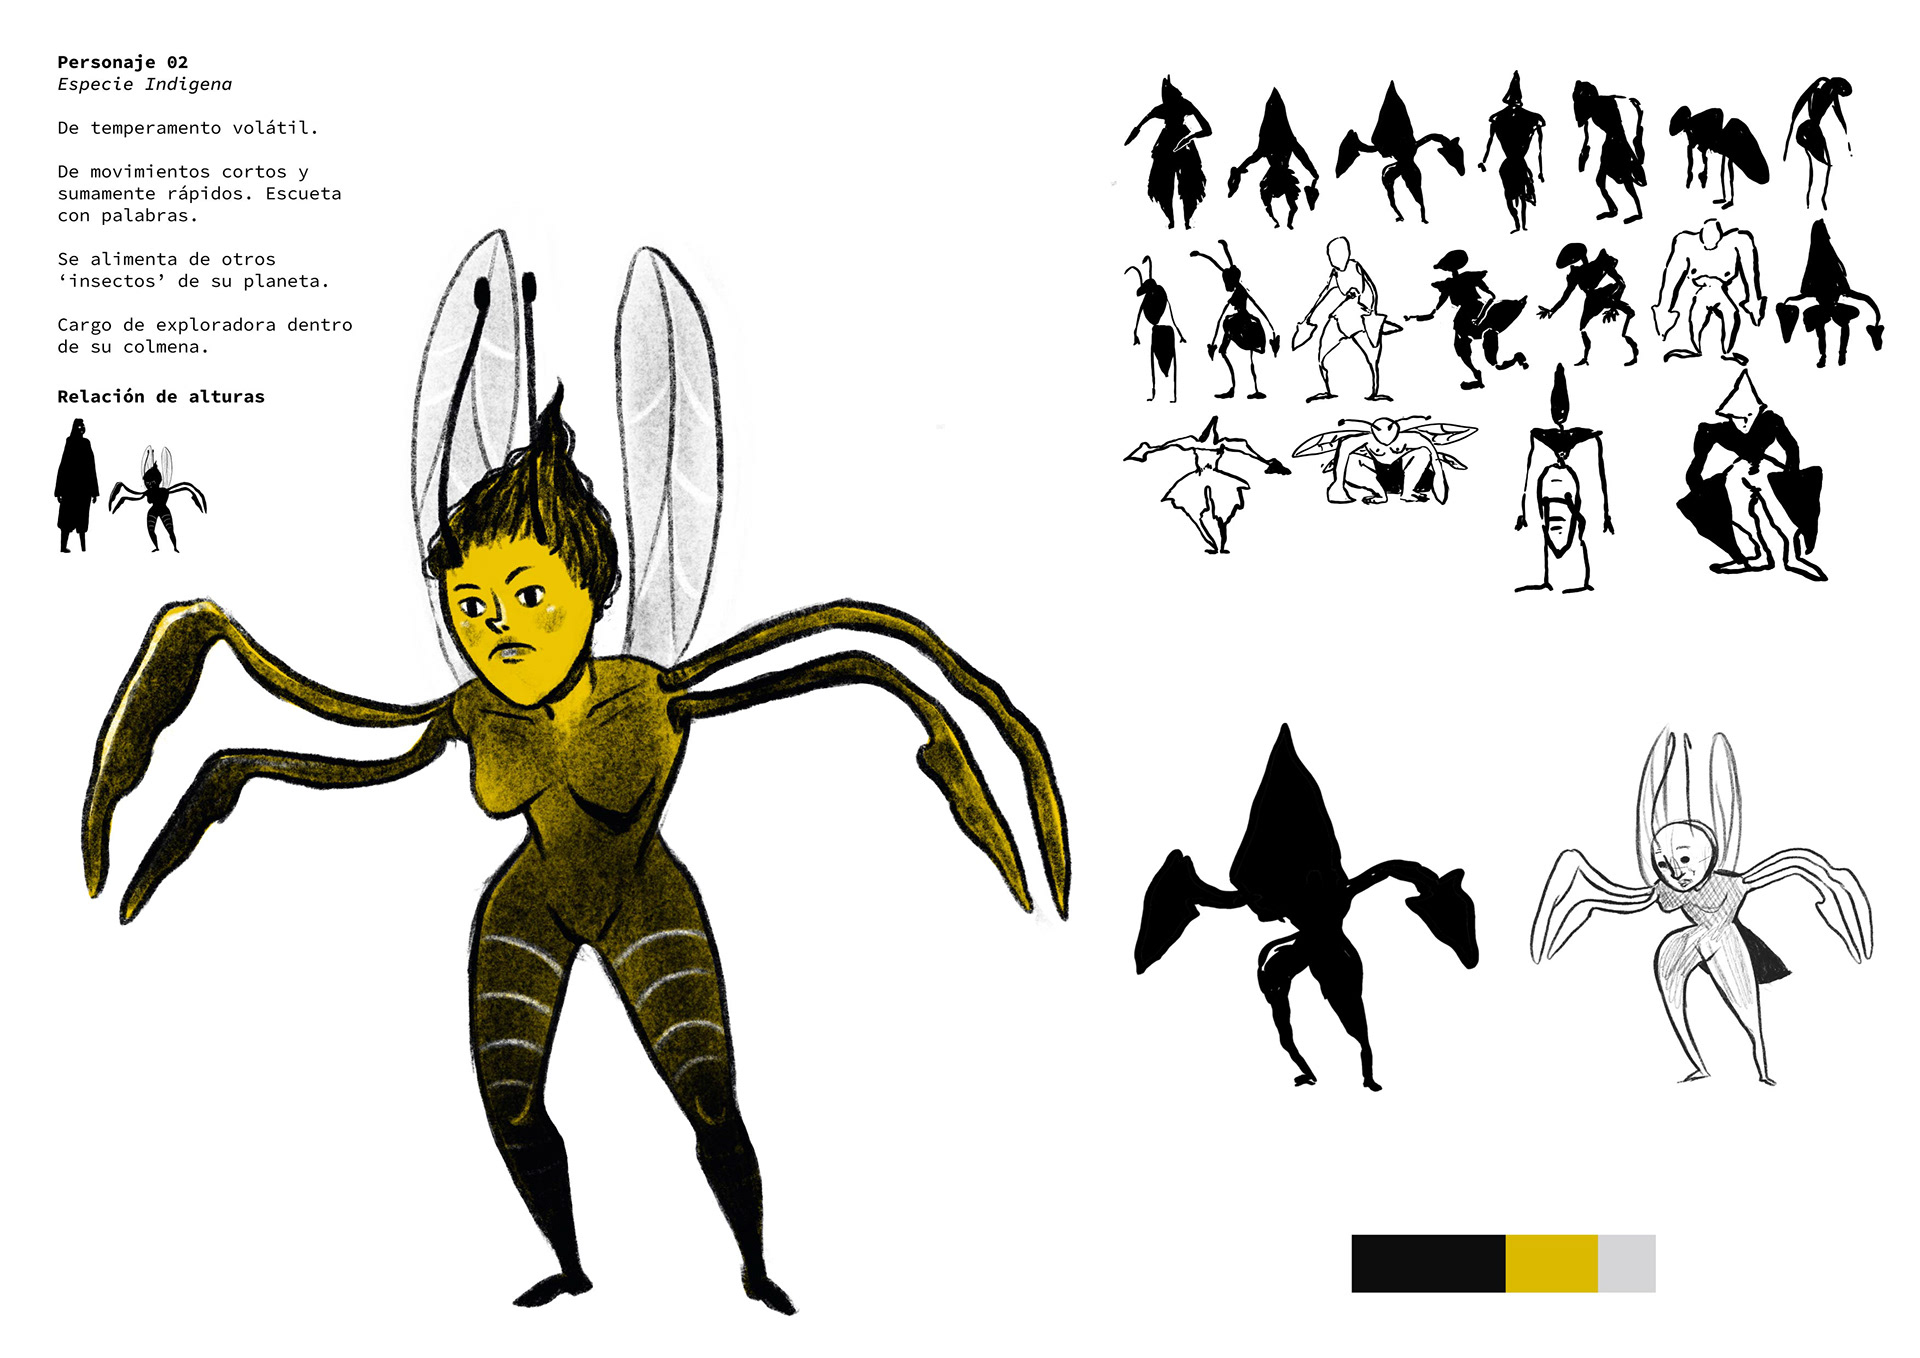 Personaje 02
Especie Indigena
De temperamento volátil.
De movimientos cortos y
sumamente rápidos. Escueta
con palabras.
Se alimenta de otros
‘insectos’ de su planeta.
Cargo de exploradora dentro
de su colmena.
Relación de alturas